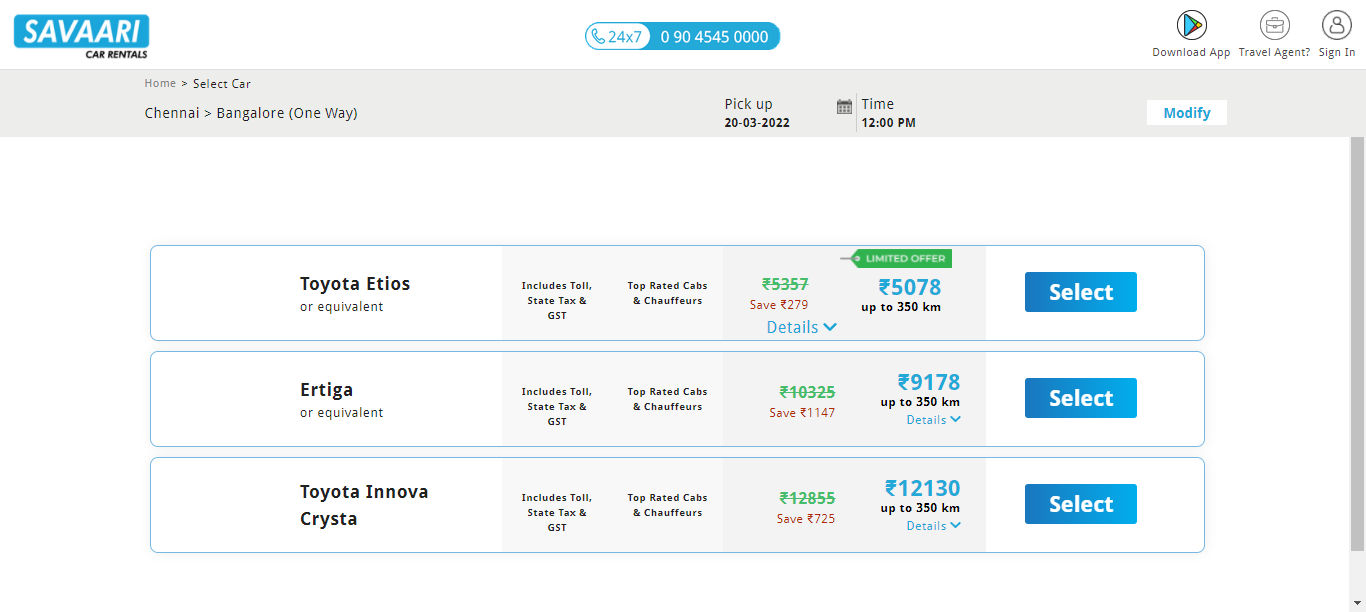 SAVAARI
CAR RENTALS
24x7 0 90 4545 0000
Download App Travel Agent? Sign In
Home > Select Car
Chennai > Bangalore (One Way)
Pick up
20-03-2022
Time
12:00 PM
Modify
Toyota Etios
or equivalent
Includes Toll,
State Tax &
GST
Top Rated Cabs
& Chauffeurs
LIMITED OFFER
₹5357
Save ₹279
₹5078
up to 350 km
Details
Select
Ertiga
or equivalent
Includes Toll,
State Tax &
GST
Top Rated Cabs
& Chauffeurs
₹10325
Save ₹1147
₹9178
up to 350 km
Details
Select
Toyota Innova
Crysta
Includes Toll,
State Tax &
GST
Top Rated Cabs
& Chauffeurs
₹12855
Save ₹725
₹12130
up to 350 km
Details
Select